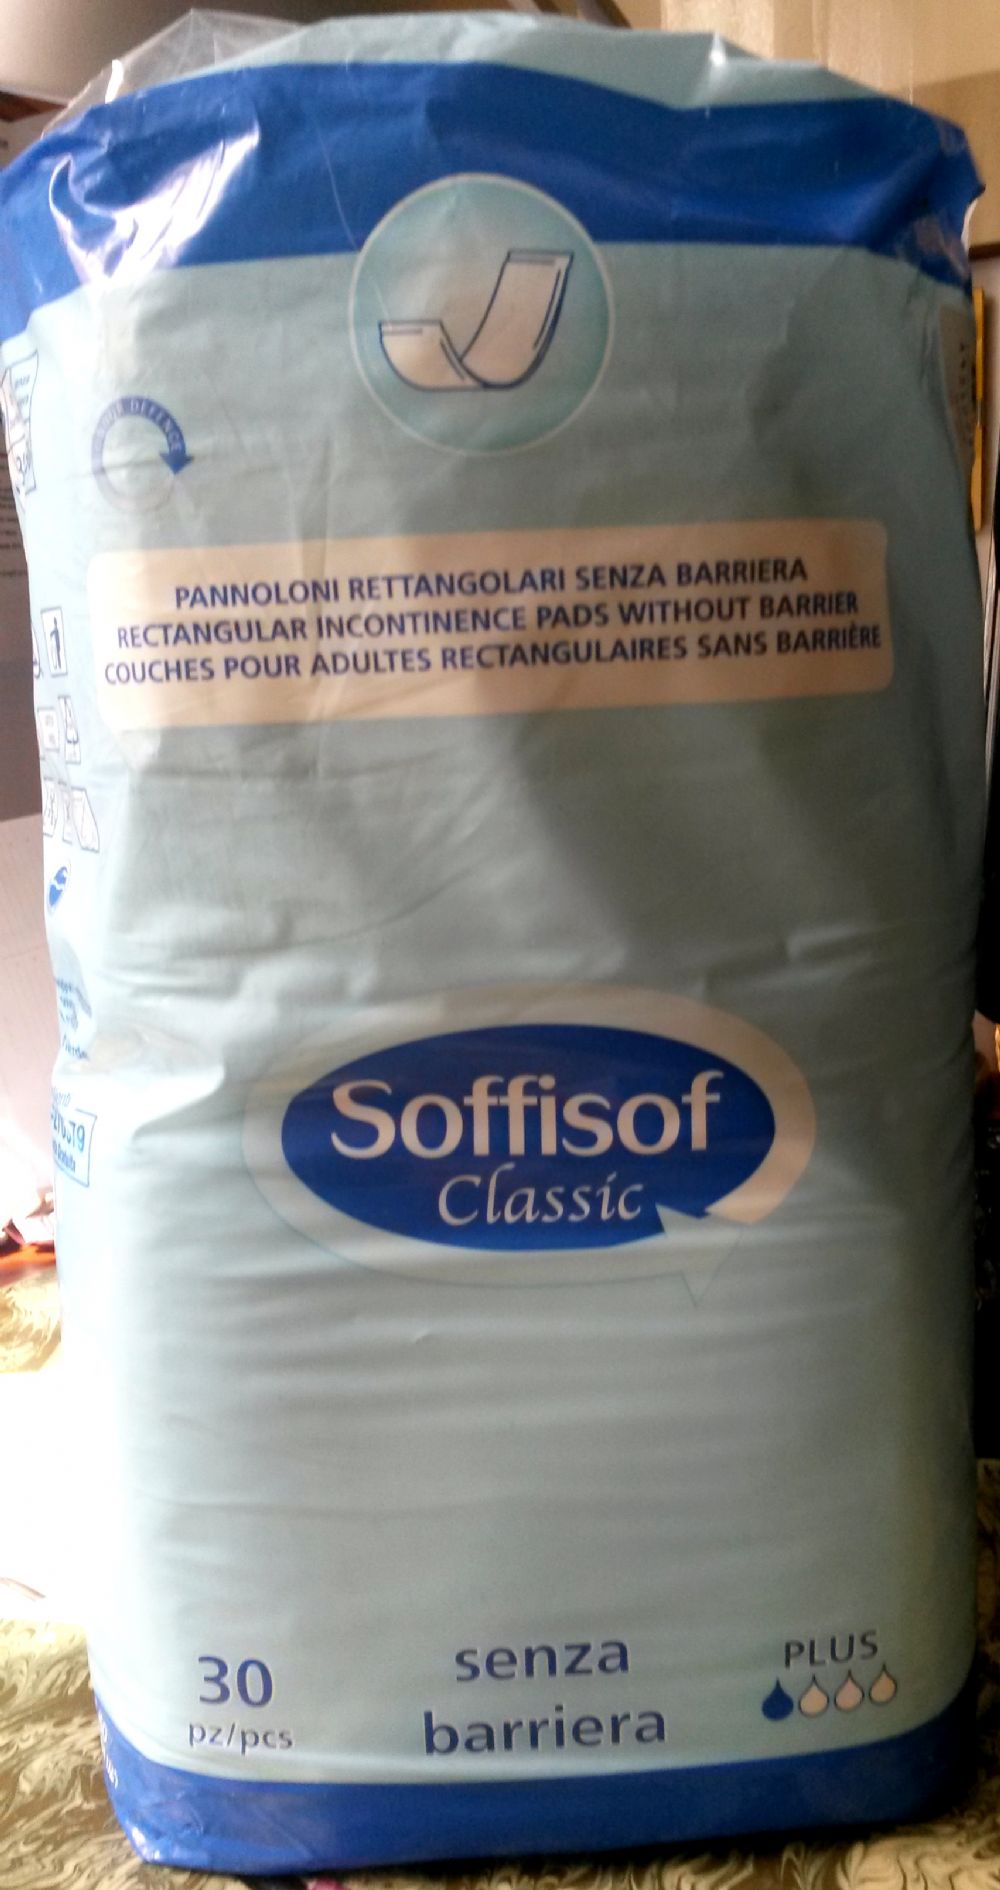 DEFENCE
PANNOLONI RETTANGOLARI SENZA BARRIERA
RECTANGULAR INCONTINENCE PADS WITHOUT BARRIER
COUCHES POUR ADULTES RECTANGULAIRES SANS BARRIÈRE
Soffisof
Classic
30
pz/pcs
senza
barriera
PLUS